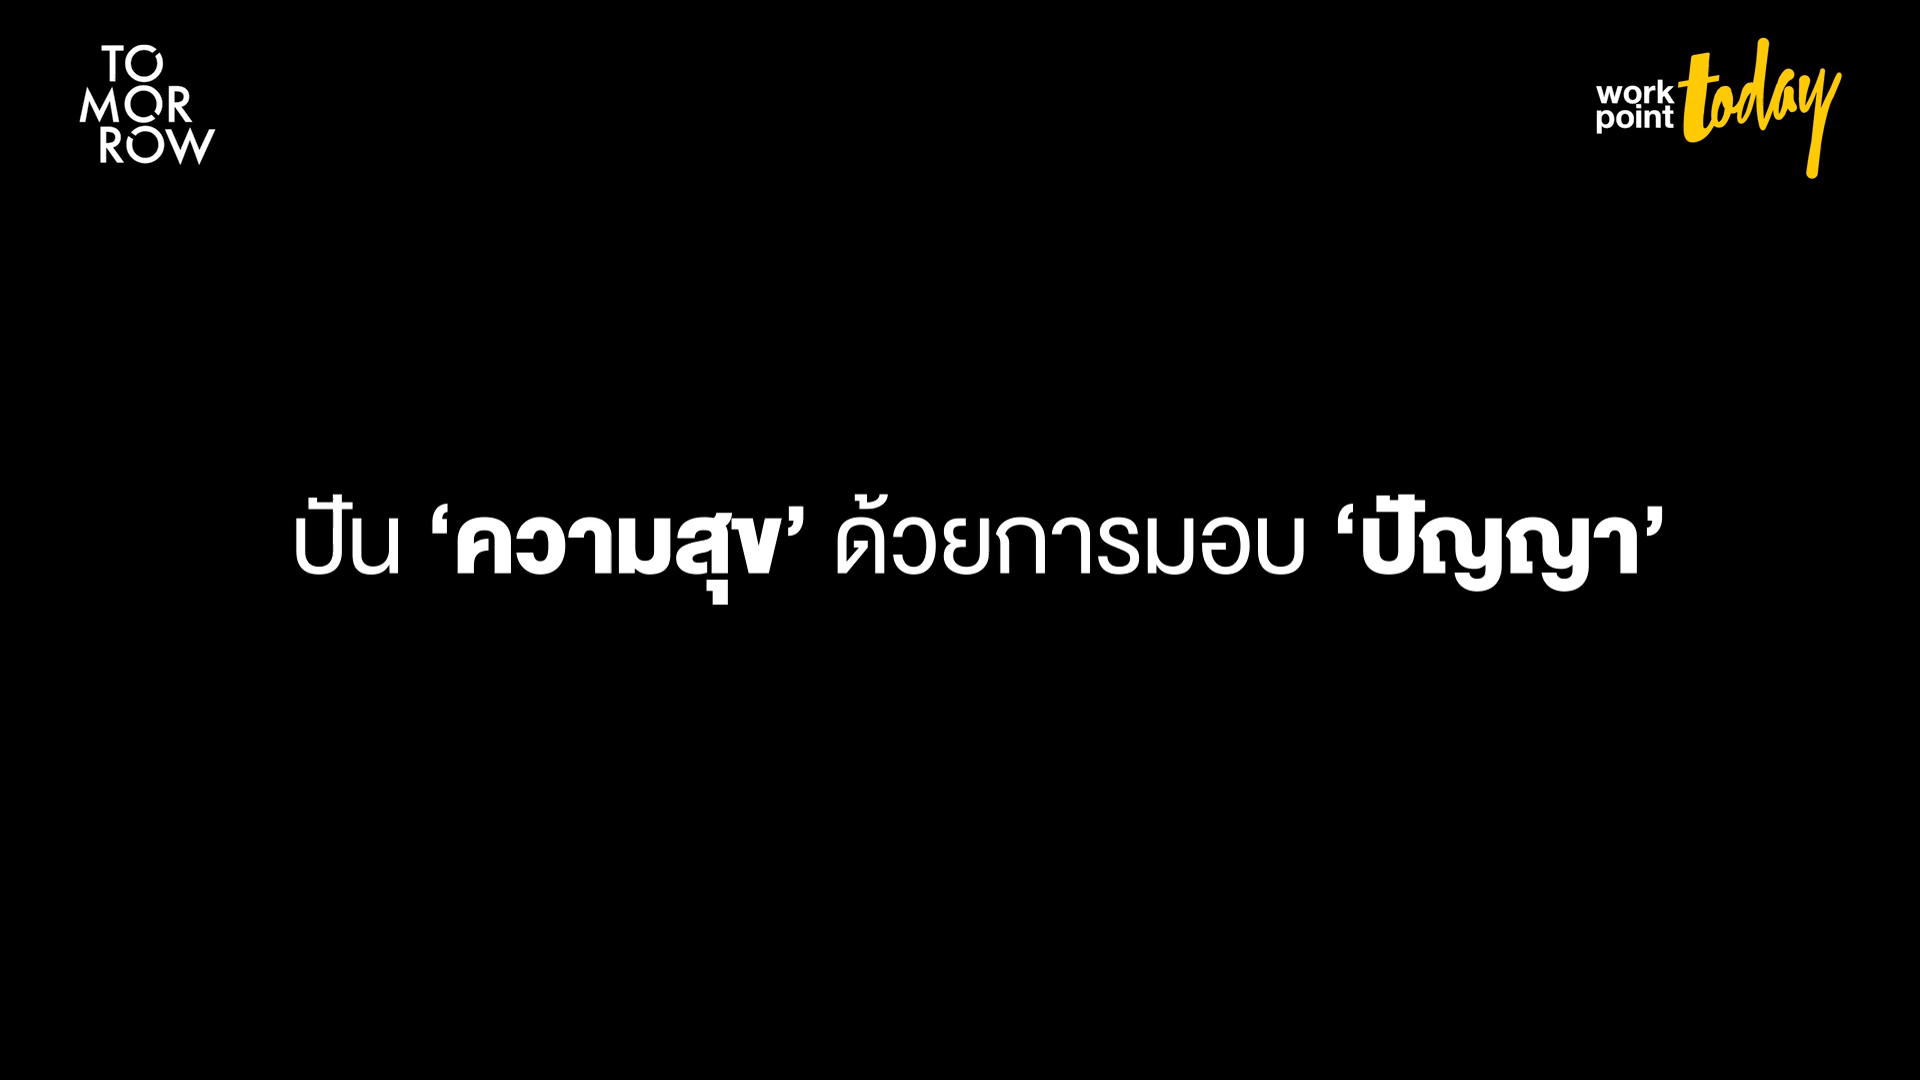 TO
MOR
ROW
work
point today
ปัน ‘ความสุข’ ด้วยการมอบ ‘ปัญญา’